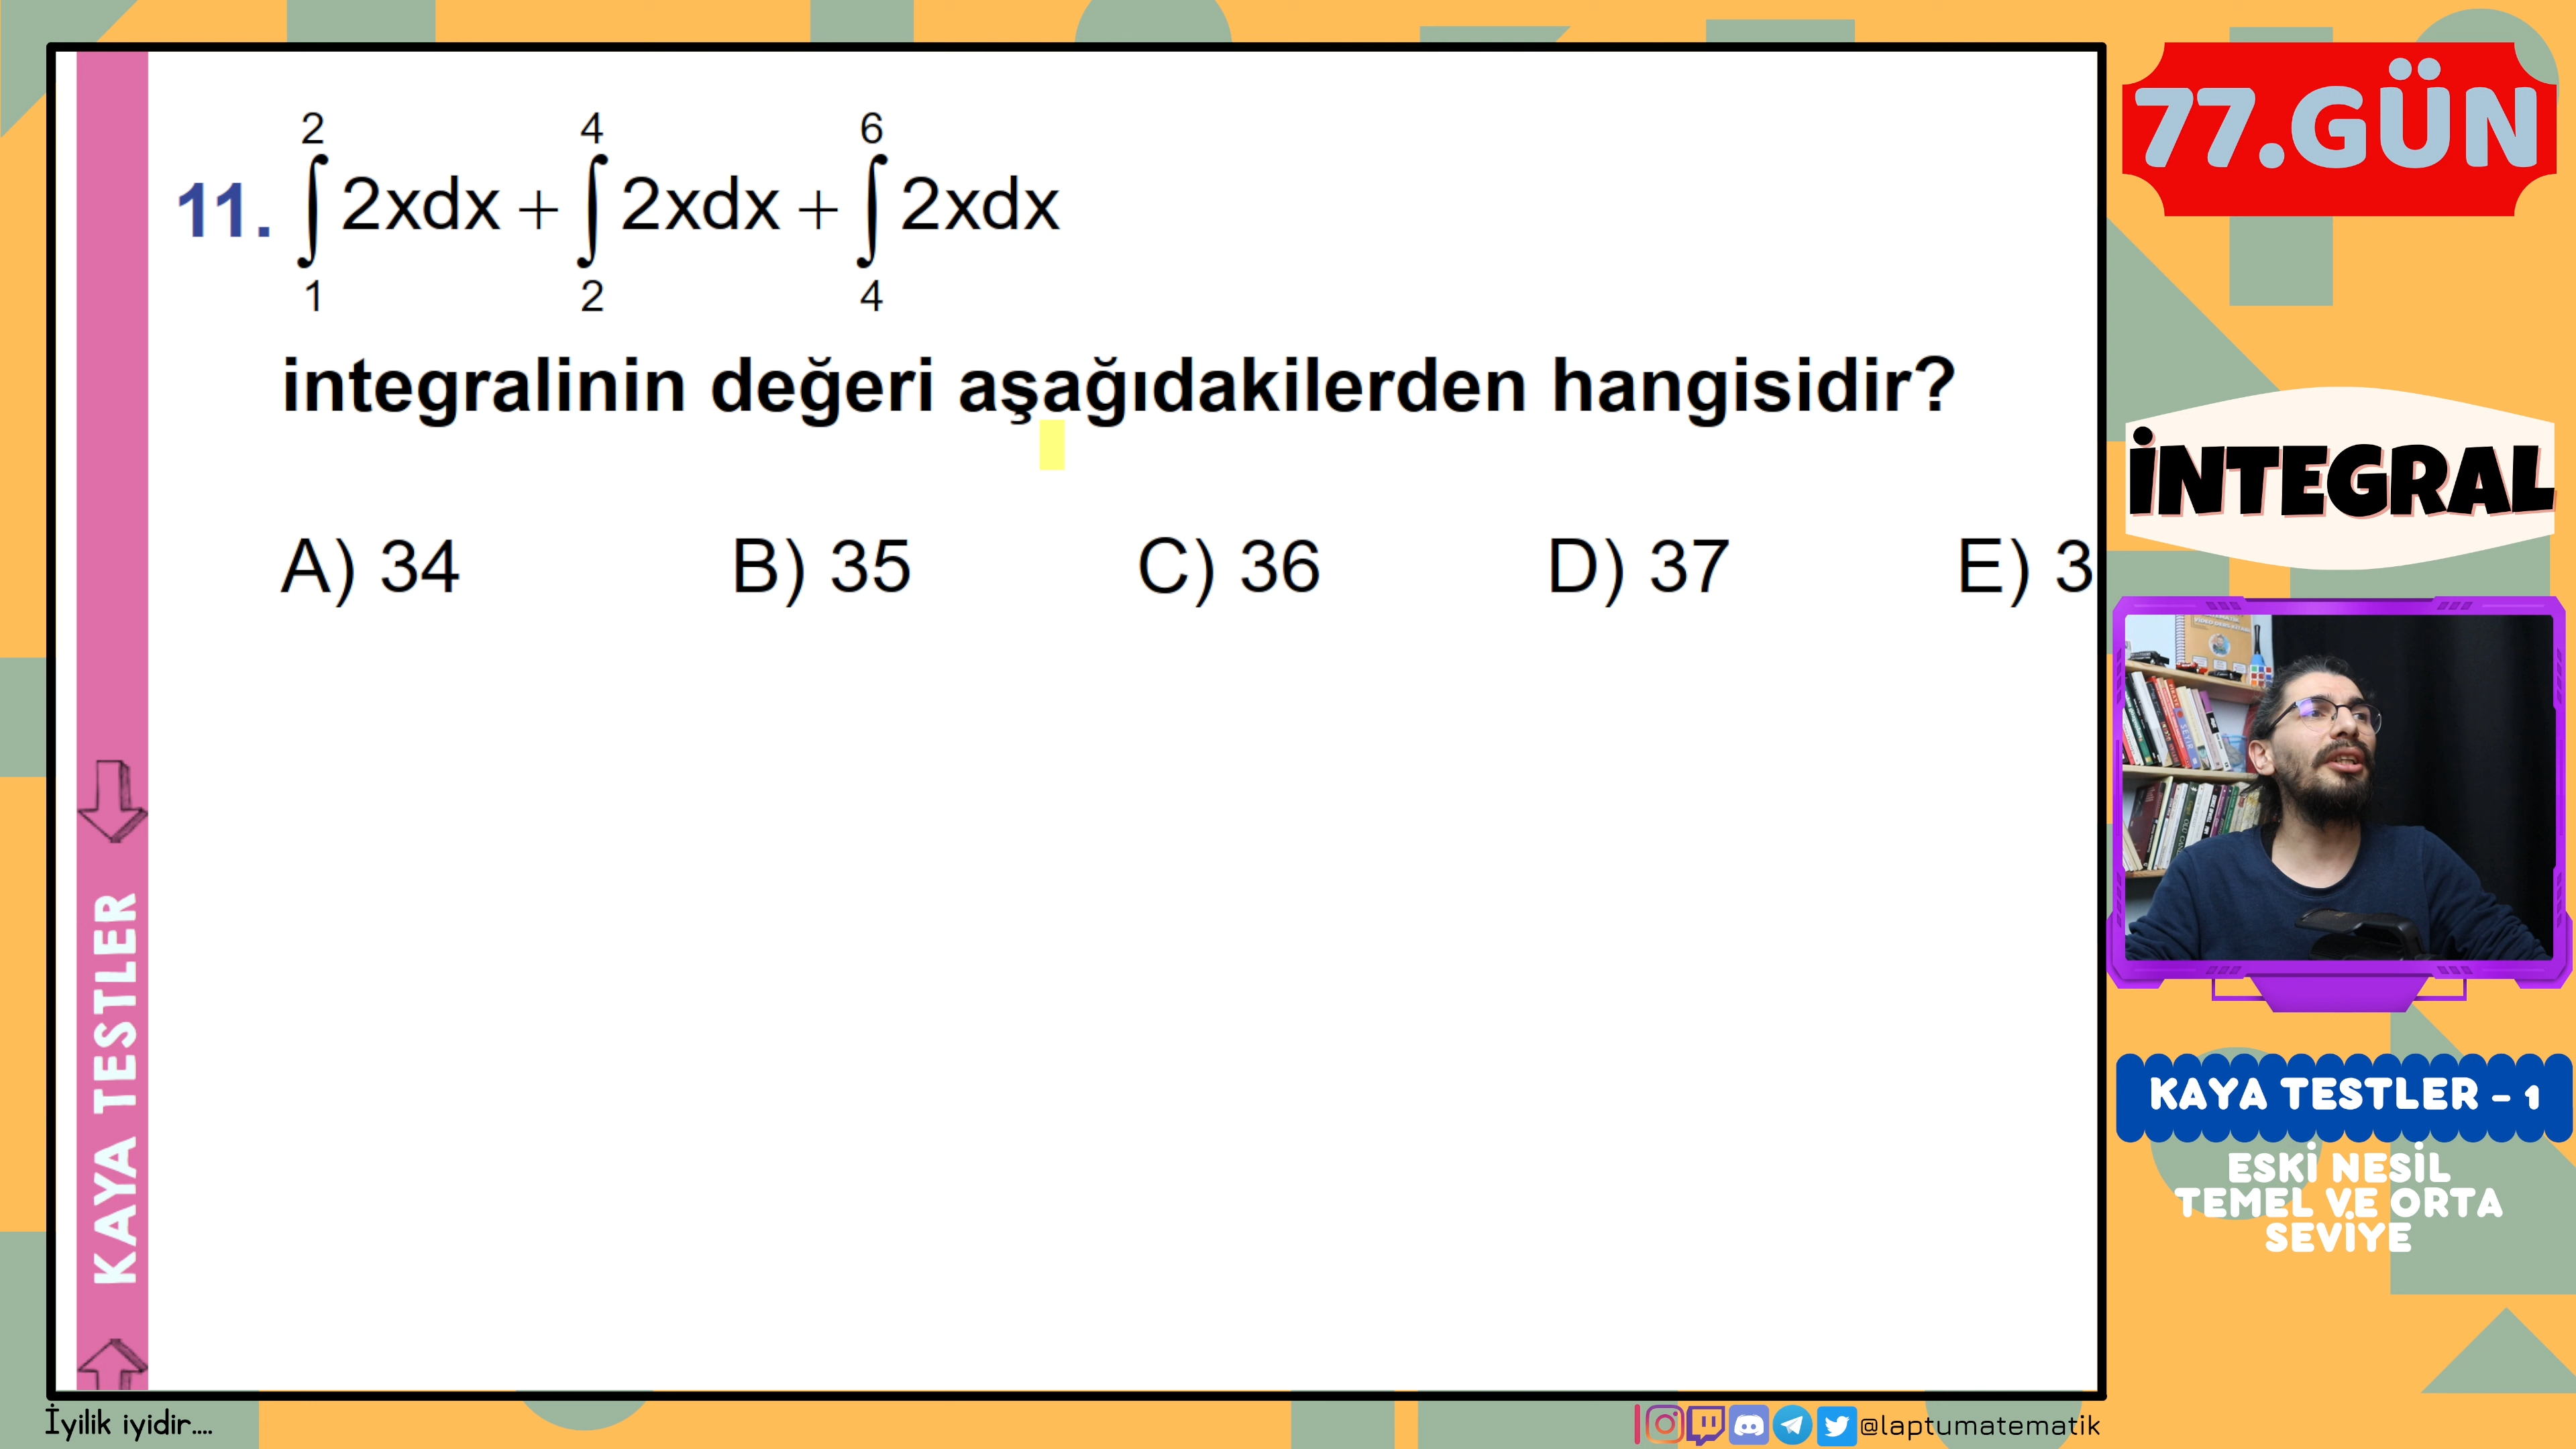 77.GÜN
11. ∫₁² 2xdx + ∫₂⁴ 2xdx + ∫₄⁶ 2xdx
integralinin değeri aşağıdakilerden hangisidir?
A) 34 B) 35 C) 36 D) 37 E) 3
İNTEGRAL
KAYA TESTLER
KAYA TESTLER - 1
ESKİ NESİL
TEMEL VE ORTA
SEVİYE
İyilik iyidir....
@laptumatematik